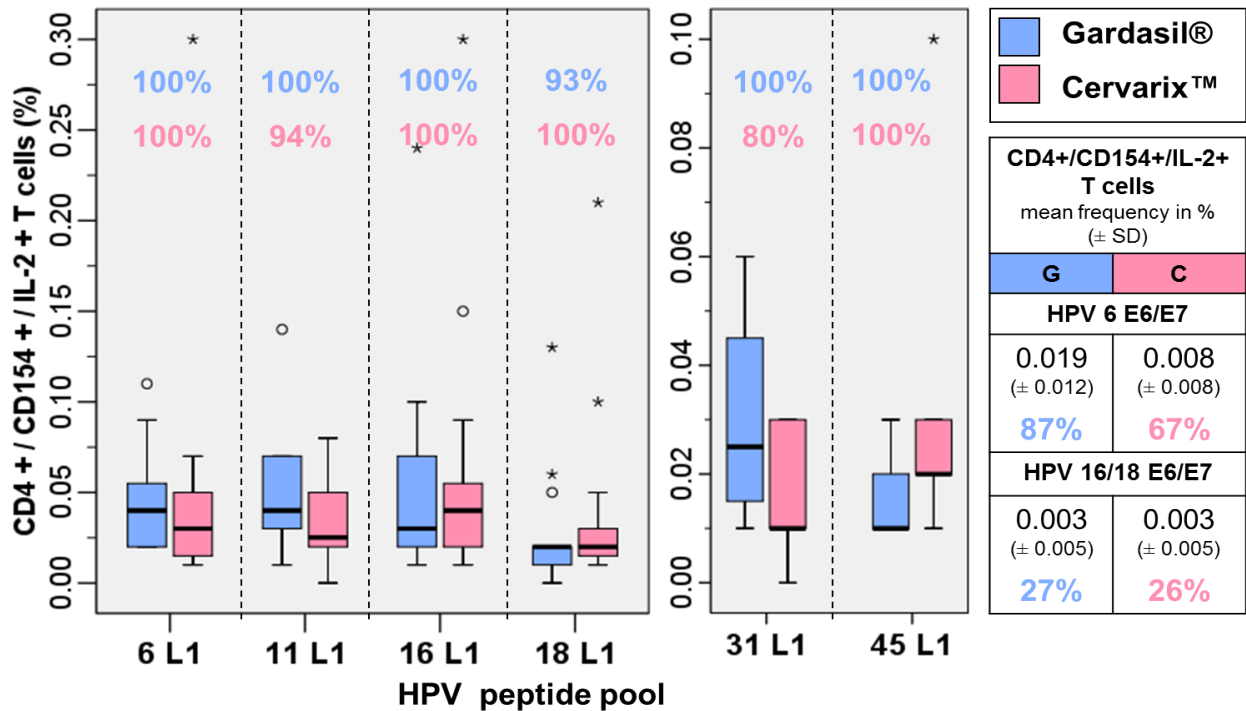 CD4 + / CD154 + / IL-2 + T cells (%)
0.30
0.25
0.20
0.15
0.10
0.05
0.00
100% 100% 100% 93%
100% 94% 100% 100%
6 L1 11 L1 16 L1 18 L1
0.10
0.08
0.06
0.04
0.02
0.00
100% 100%
80% 100%
31 L1 45 L1
HPV peptide pool
Gardasil®
Cervarix™
CD4+/CD154+/IL-2+
T cells
mean frequency in %
(± SD)
G C
HPV 6 E6/E7
0.019 0.008
(± 0.012) (± 0.008)
87% 67%
HPV 16/18 E6/E7
0.003 0.003
(± 0.005) (± 0.005)
27% 26%